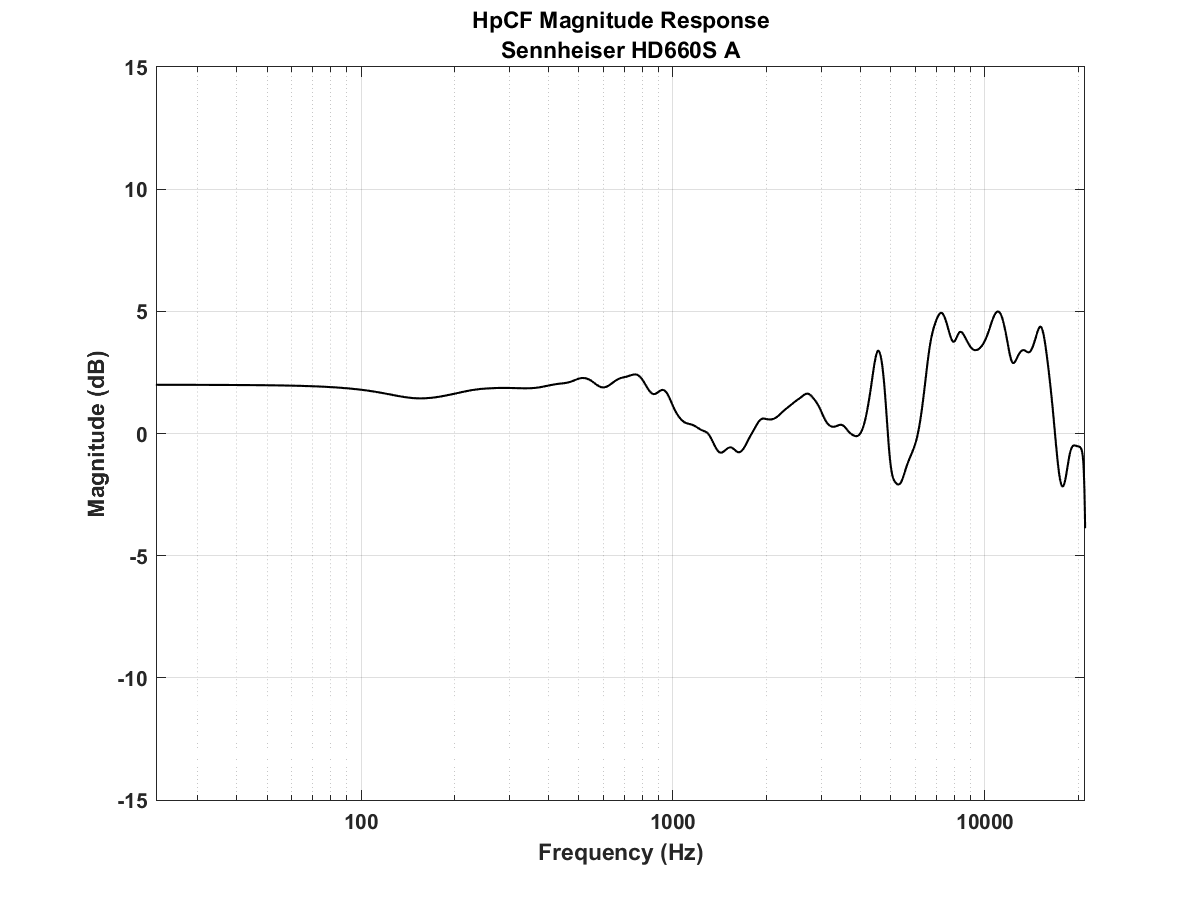 HpCF Magnitude Response
Sennheiser HD660S A
15
10
5
0
-5
-10
-15
Magnitude (dB)
100
1000
10000
Frequency (Hz)